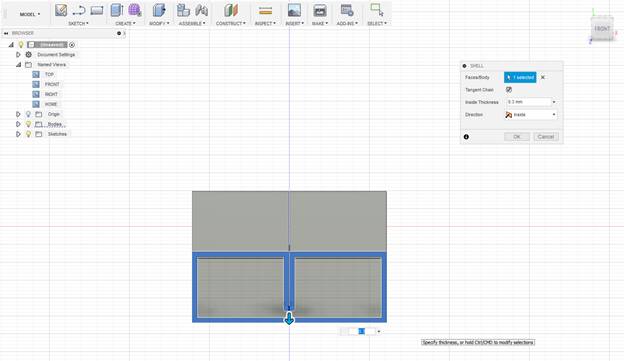 MODEL
SKETCH
CREATE
MODIFY
ASSEMBLE
CONSTRUCT
INSPECT
INSERT
MAKE
ADD-INS
SELECT
BROWSER
(Unsaved)
Document Settings
Named Views
TOP
FRONT
RIGHT
HOME
Origin
Bodies
Sketches
FRONT
SHELL
Faces/Body
1 selected
Tangent Chain
Inside Thickness
0.3 mm
Direction
Inside
OK
Cancel
Specify thickness, or hold Ctrl/CMD to modify selections